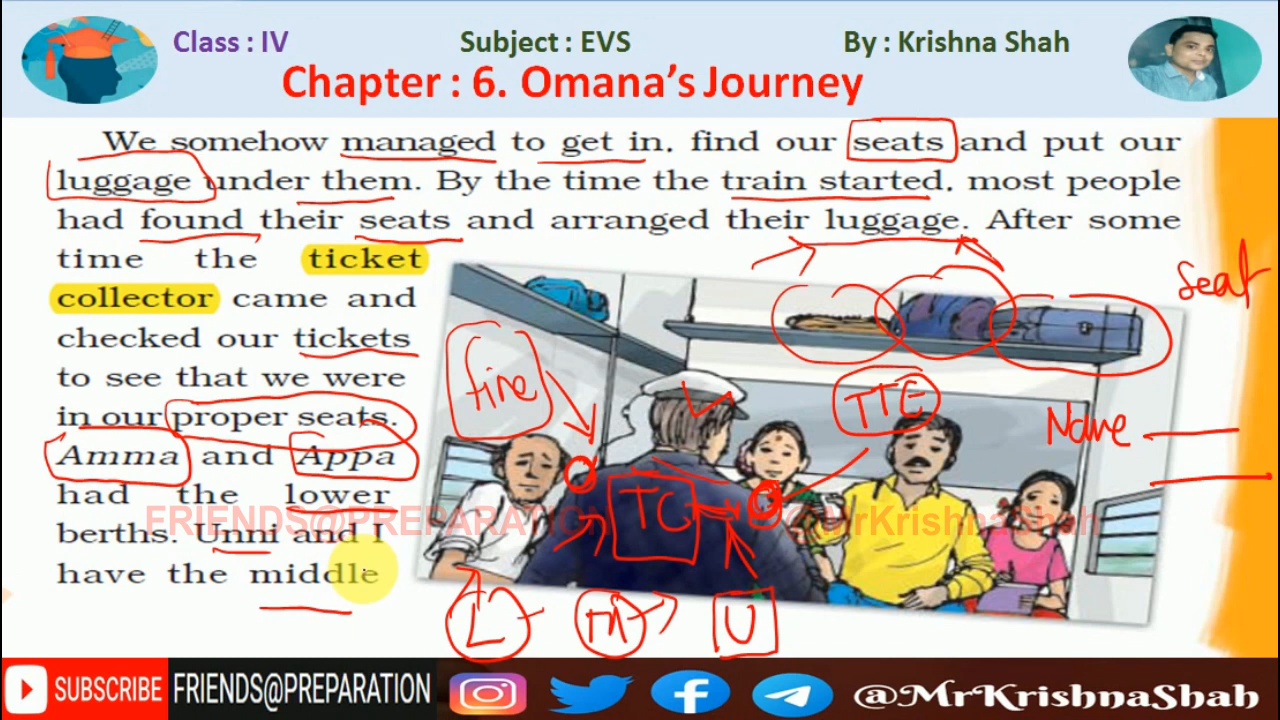 Class : IV Subject : EVS By : Krishna Shah
Chapter : 6. Omana's Journey
We somehow managed to get in, find our seats and put our
luggage under them. By the time the train started, most people
had found their seats and arranged their luggage. After some
time the ticket
collector came and
checked our tickets
to see that we were
in our proper seats.
Amma and Appa
had the lower
berths. Unni and I
have the middle
Seat
fine
TTE
Name
TC
FRIENDS@PREPARATION @MrKrishnaShah
L M U
SUBSCRIBE FRIENDS@PREPARATION @MrKrishnaShah